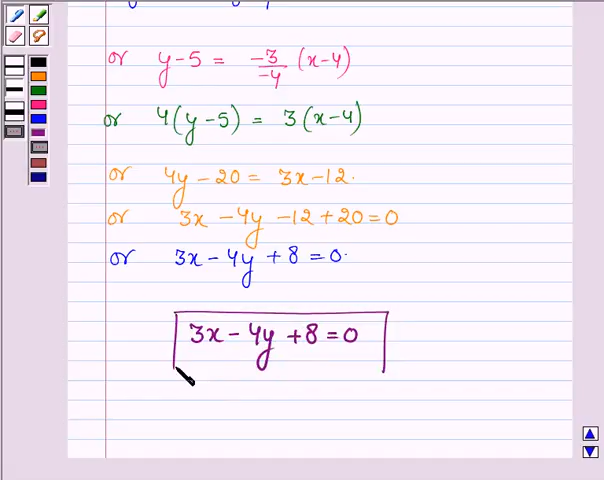 or y-5 = -3/-4 (x-4)
or 4(y-5) = 3(x-4)
or 4y-20 = 3x-12.
or 3x-4y-12+20=0
or 3x-4y+8=0.
3x-4y+8=0